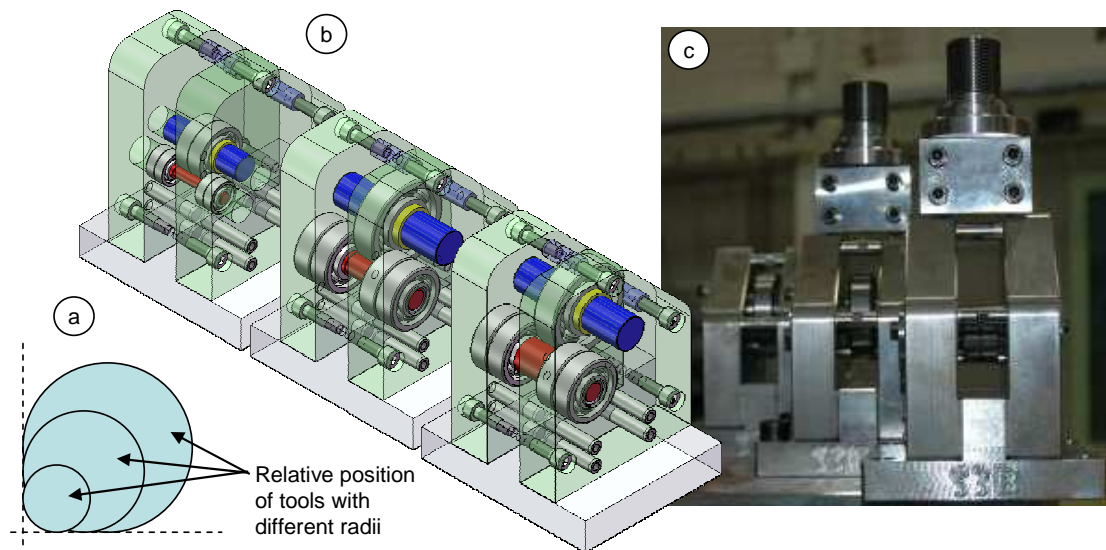 b
c
a
Relative position
of tools with
different radii